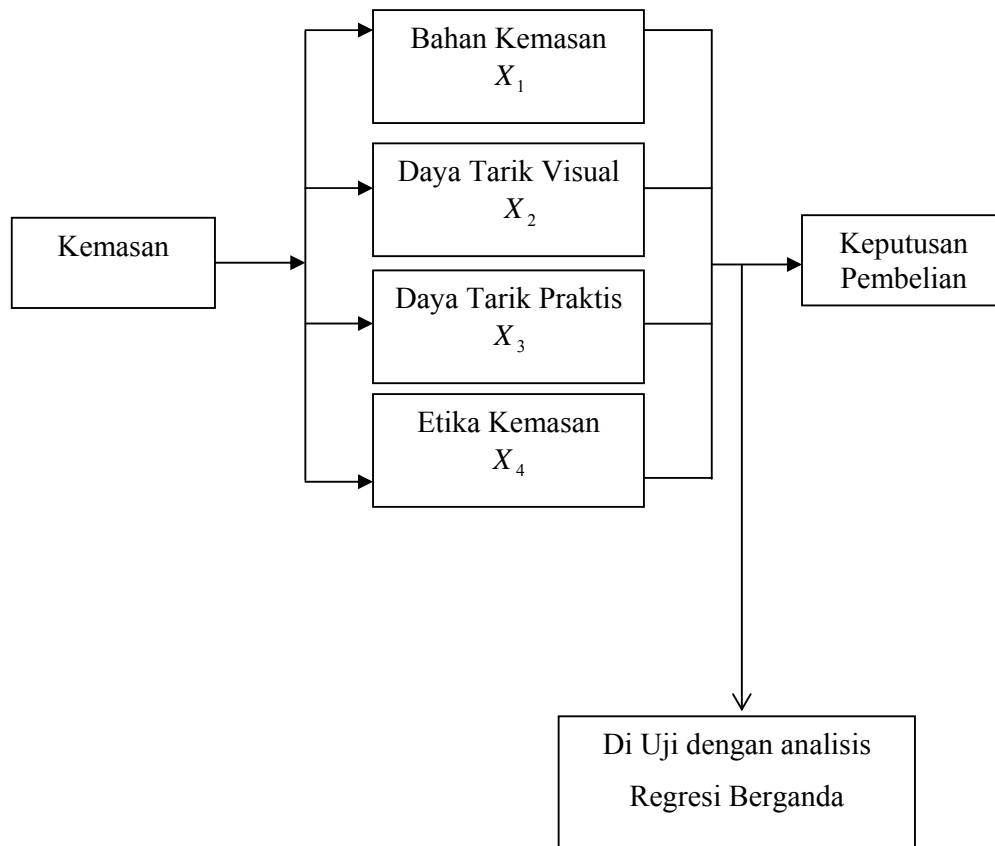 Bahan Kemasan
X1
Daya Tarik Visual
X2
Kemasan
Keputusan
Pembelian
Daya Tarik Praktis
X3
Etika Kemasan
X4
Di Uji dengan analisis
Regresi Berganda